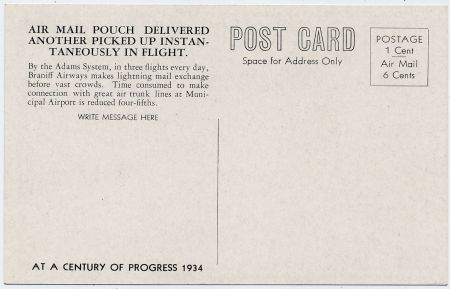 AIR MAIL POUCH DELIVERED
ANOTHER PICKED UP INSTAN-
TANEOUSLY IN FLIGHT.
By the Adams System, in three flights every day,
Braniff Airways makes lightning mail exchange
before vast crowds. Time consumed to make
connection with great air trunk lines at Muni-
cipal Airport is reduced four-fifths.
WRITE MESSAGE HERE
AT A CENTURY OF PROGRESS 1934
POST CARD
Space for Address Only
POSTAGE
1 Cent
Air Mail
6 Cents